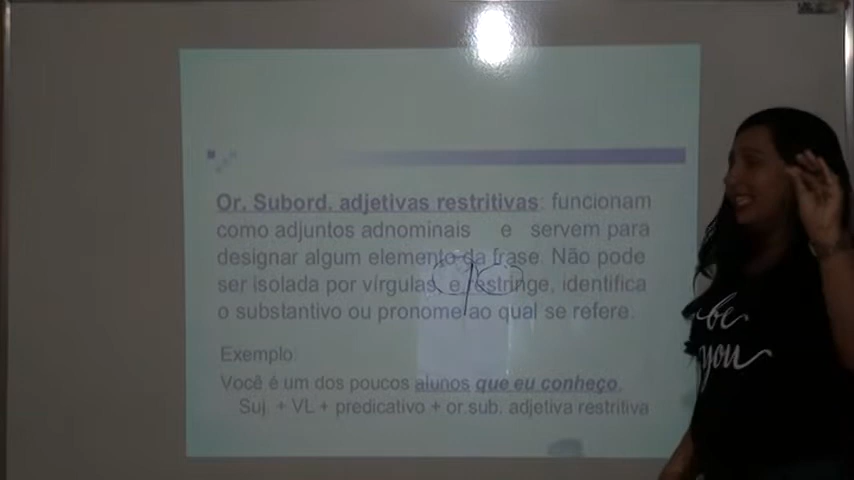 Or. Subord. adjetivas restritivas: funcionam
como adjuntos adnominais e servem para
designar algum elemento da frase. Não pode
ser isolada por vírgulas, e restringe, identifica
o substantivo ou pronome ao qual se refere.
Exemplo:
Você é um dos poucos alunos que eu conheço.
Suj. + VL + predicativo + or.sub. adjetiva restritiva
be
you